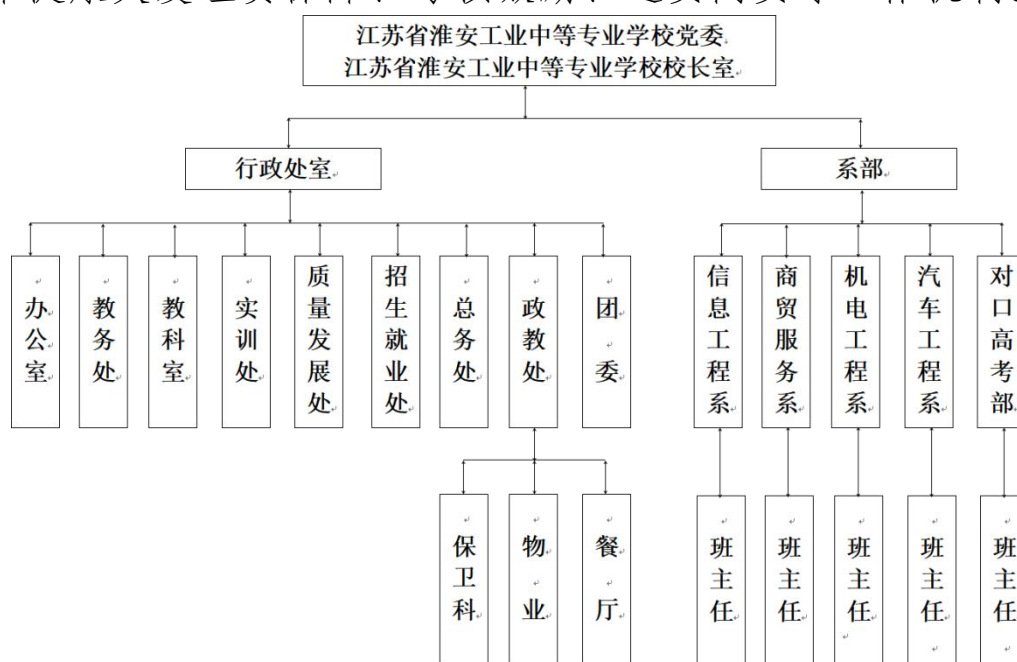 江苏省淮安工业中等专业学校党委
江苏省淮安工业中等专业学校校长室
行政处室
系部
办公室
教务处
教科室
实训处
质量发展处
招生就业处
总务处
政教处
团委
信息工程系
商贸服务系
机电工程系
汽车工程系
对口高考部
保卫科
物业
餐厅
班主任
班主任
班主任
班主任
班主任